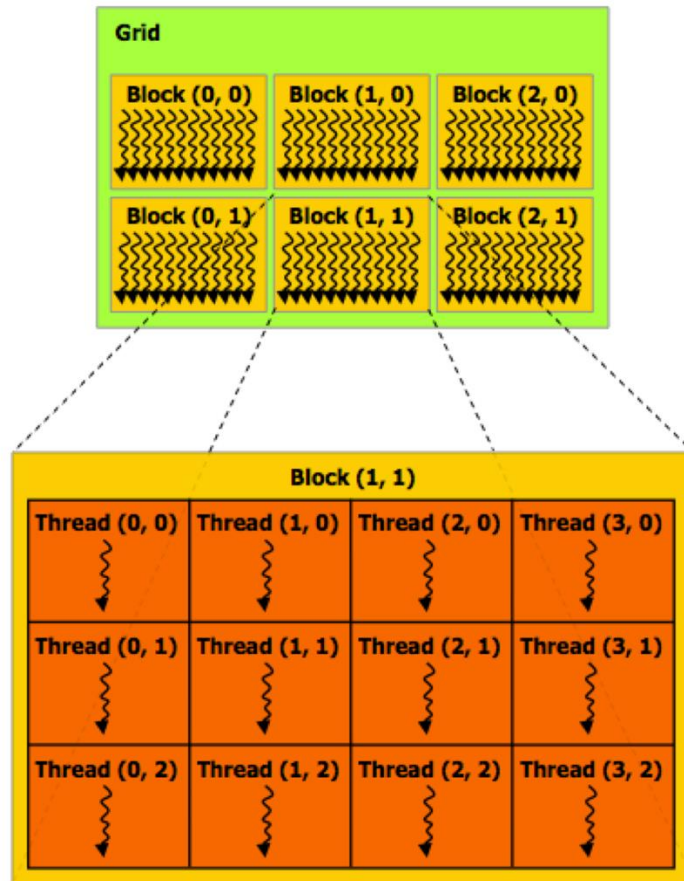 Grid
Block (0, 0) Block (1, 0) Block (2, 0)
Block (0, 1) Block (1, 1) Block (2, 1)
Block (1, 1)
Thread (0, 0) Thread (1, 0) Thread (2, 0) Thread (3, 0)
Thread (0, 1) Thread (1, 1) Thread (2, 1) Thread (3, 1)
Thread (0, 2) Thread (1, 2) Thread (2, 2) Thread (3, 2)